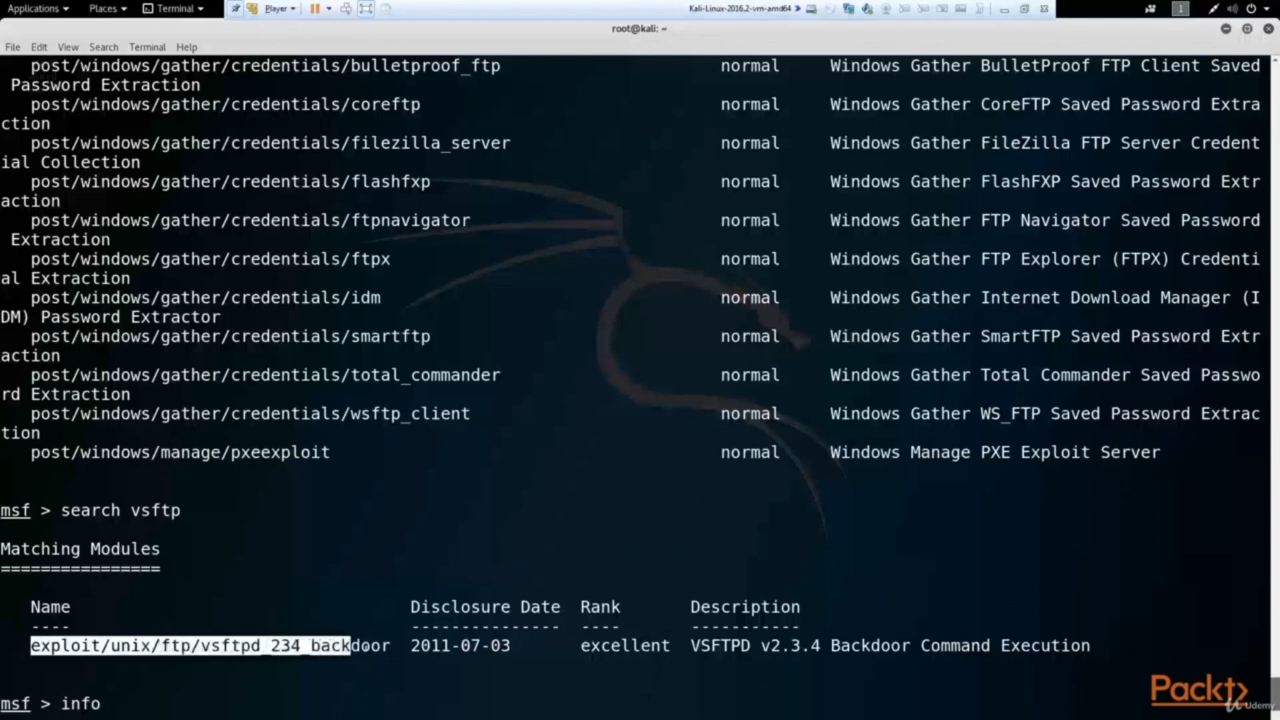 Applications Places Terminal Player Kali-Linux-2016.2-vm-amd64 1
root@kali: ~
File Edit View Search Terminal Help
post/windows/gather/credentials/bulletproof_ftp normal Windows Gather BulletProof FTP Client Saved
Password Extraction
post/windows/gather/credentials/coreftp normal Windows Gather CoreFTP Saved Password Extra
ction
post/windows/gather/credentials/filezilla_server normal Windows Gather FileZilla FTP Server Credent
ial Collection
post/windows/gather/credentials/flashfxp normal Windows Gather FlashFXP Saved Password Extr
action
post/windows/gather/credentials/ftpnavigator normal Windows Gather FTP Navigator Saved Password
Extraction
post/windows/gather/credentials/ftpx normal Windows Gather FTP Explorer (FTPX) Credenti
al Extraction
post/windows/gather/credentials/idm normal Windows Gather Internet Download Manager (I
DM) Password Extractor
post/windows/gather/credentials/smartftp normal Windows Gather SmartFTP Saved Password Extr
action
post/windows/gather/credentials/total_commander normal Windows Gather Total Commander Saved Passwo
rd Extraction
post/windows/gather/credentials/wsftp_client normal Windows Gather WS_FTP Saved Password Extrac
tion
post/windows/manage/pxeexploit normal Windows Manage PXE Exploit Server
msf > search vsftp
Matching Modules
================
Name Disclosure Date Rank Description
---- --------------- ---- -----------
exploit/unix/ftp/vsftpd_234_backdoor 2011-07-03 excellent VSFTPD v2.3.4 Backdoor Command Execution
msf > info
Packt
Udemy